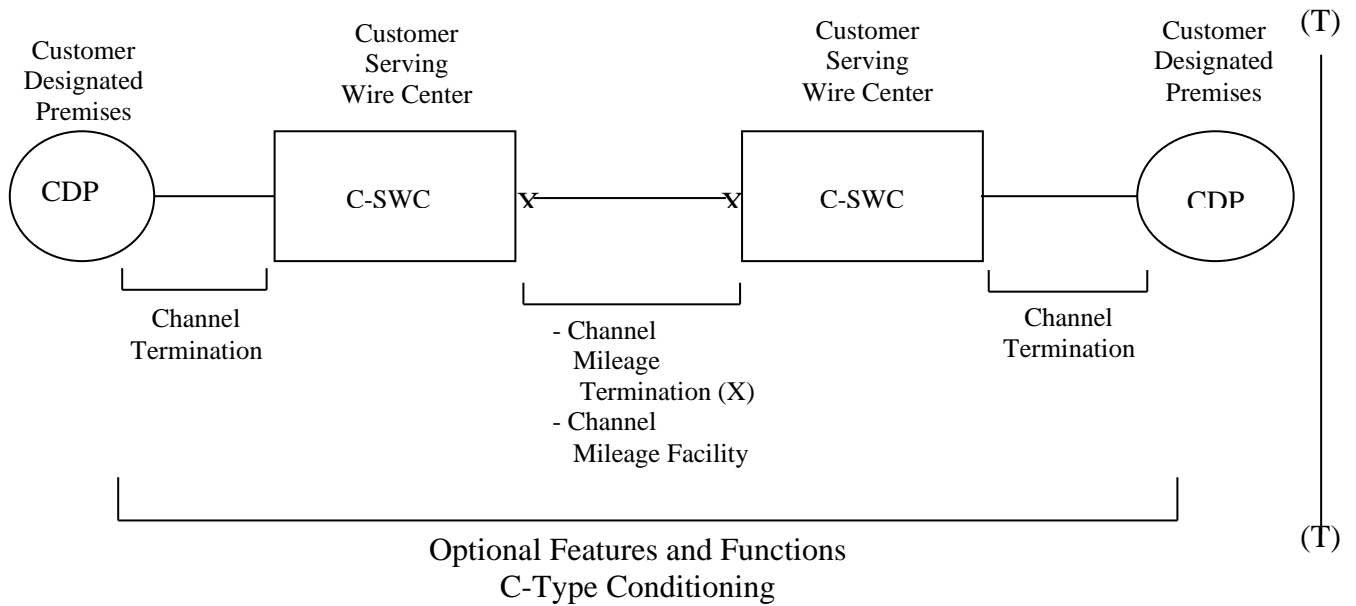 (T)
Customer
Designated
Premises
Customer
Serving
Wire Center
Customer
Serving
Wire Center
Customer
Designated
Premises
CDP
C-SWC
X
X
C-SWC
CDP
Channel
Termination
- Channel
Mileage
Termination (X)
- Channel
Mileage Facility
Channel
Termination
(T)
Optional Features and Functions
C-Type Conditioning